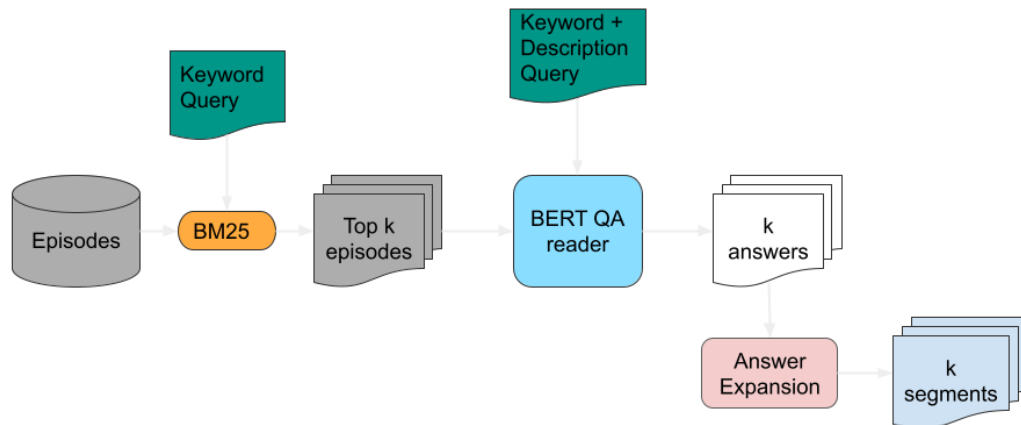 Keyword
Query
Keyword +
Description
Query
Episodes
BM25
Top k
episodes
BERT QA
reader
k
answers
Answer
Expansion
k
segments